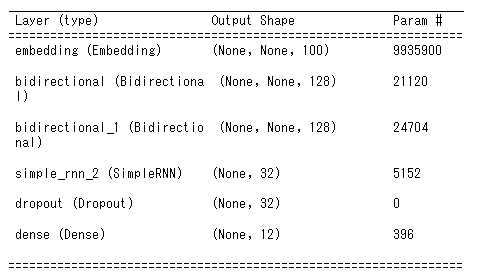 Layer (type) Output Shape Param #
=================================================================
embedding (Embedding) (None, None, 100) 9935900
bidirectional (Bidirectiona (None, None, 128) 21120
l)
bidirectional_1 (Bidirectio (None, None, 128) 24704
nal)
simple_rnn_2 (SimpleRNN) (None, 32) 5152
dropout (Dropout) (None, 32) 0
dense (Dense) (None, 12) 396
=================================================================